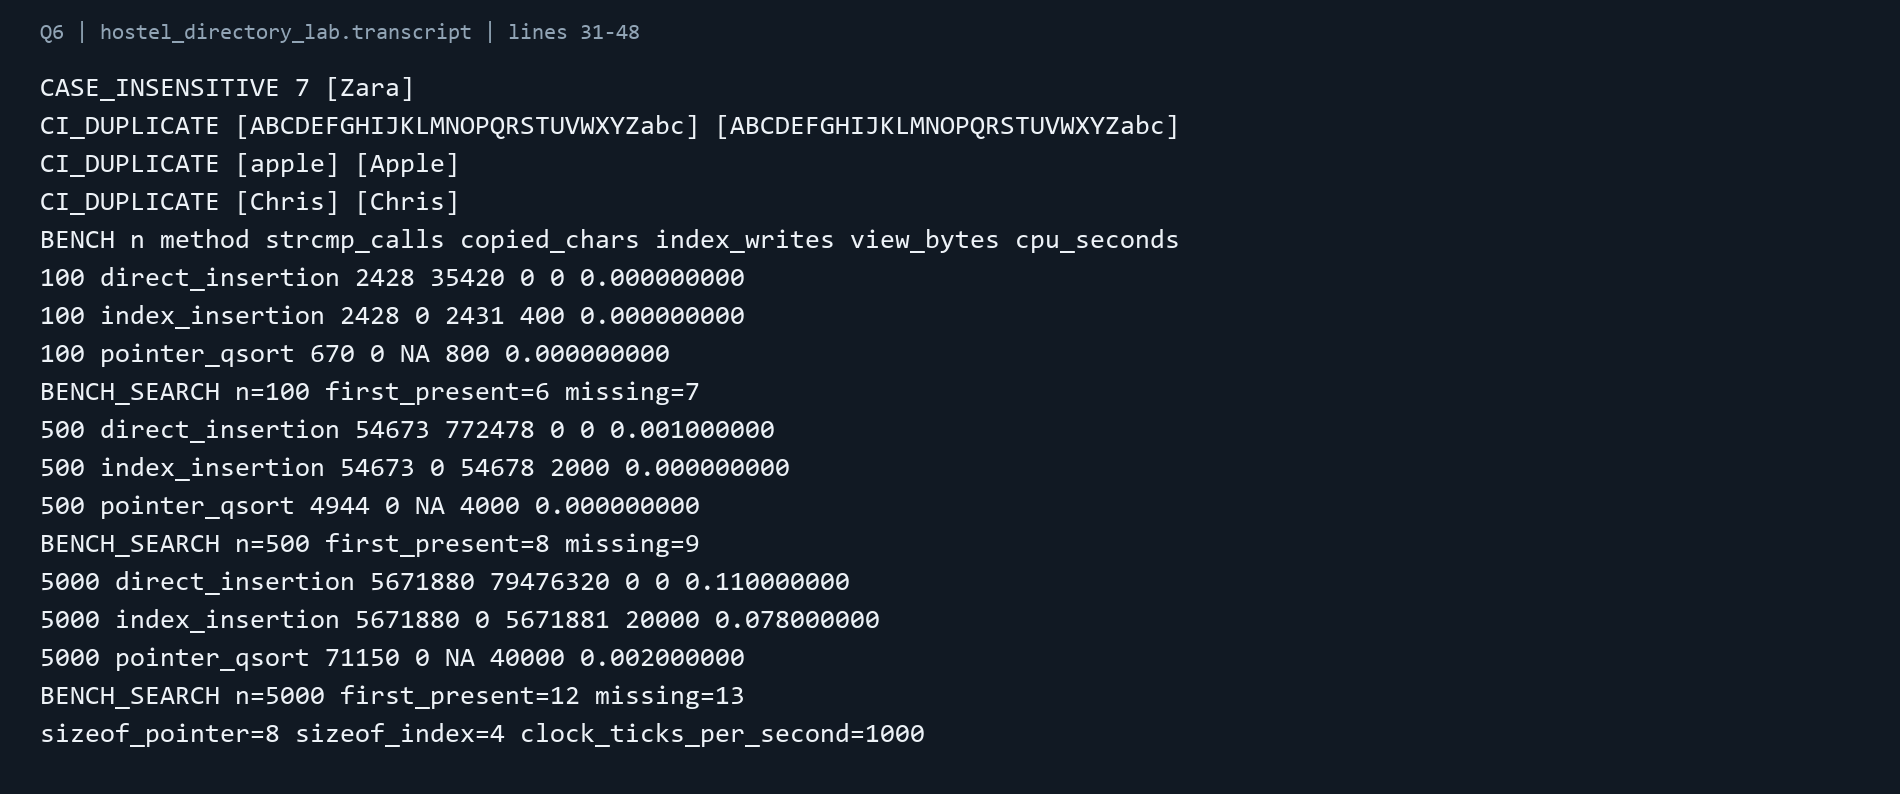 Q6 | hostel_directory_lab.transcript | lines 31-48
CASE_INSENSITIVE 7 [Zara]
CI_DUPLICATE [ABCDEFGHIJKLMNOPQRSTUVWXYZabc] [ABCDEFGHIJKLMNOPQRSTUVWXYZabc]
CI_DUPLICATE [apple] [Apple]
CI_DUPLICATE [Chris] [Chris]
BENCH n method strcmp_calls copied_chars index_writes view_bytes cpu_seconds
100 direct_insertion 2428 35420 0 0 0.000000000
100 index_insertion 2428 0 2431 400 0.000000000
100 pointer_qsort 670 0 NA 800 0.000000000
BENCH_SEARCH n=100 first_present=6 missing=7
500 direct_insertion 54673 772478 0 0 0.001000000
500 index_insertion 54673 0 54678 2000 0.000000000
500 pointer_qsort 4944 0 NA 4000 0.000000000
BENCH_SEARCH n=500 first_present=8 missing=9
5000 direct_insertion 5671880 79476320 0 0 0.110000000
5000 index_insertion 5671880 0 5671881 20000 0.078000000
5000 pointer_qsort 71150 0 NA 40000 0.002000000
BENCH_SEARCH n=5000 first_present=12 missing=13
sizeof_pointer=8 sizeof_index=4 clock_ticks_per_second=1000